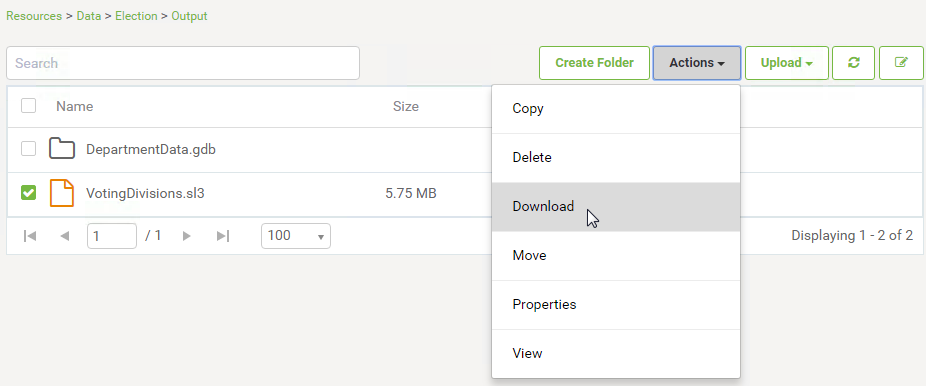 Resources > Data > Election > Output
Search
Create Folder
Actions
Upload
Name Size
Copy
DepartmentData.gdb
Delete
VotingDivisions.sl3 5.75 MB
Download
1 / 1 100
Displaying 1 - 2 of 2
Move
Properties
View